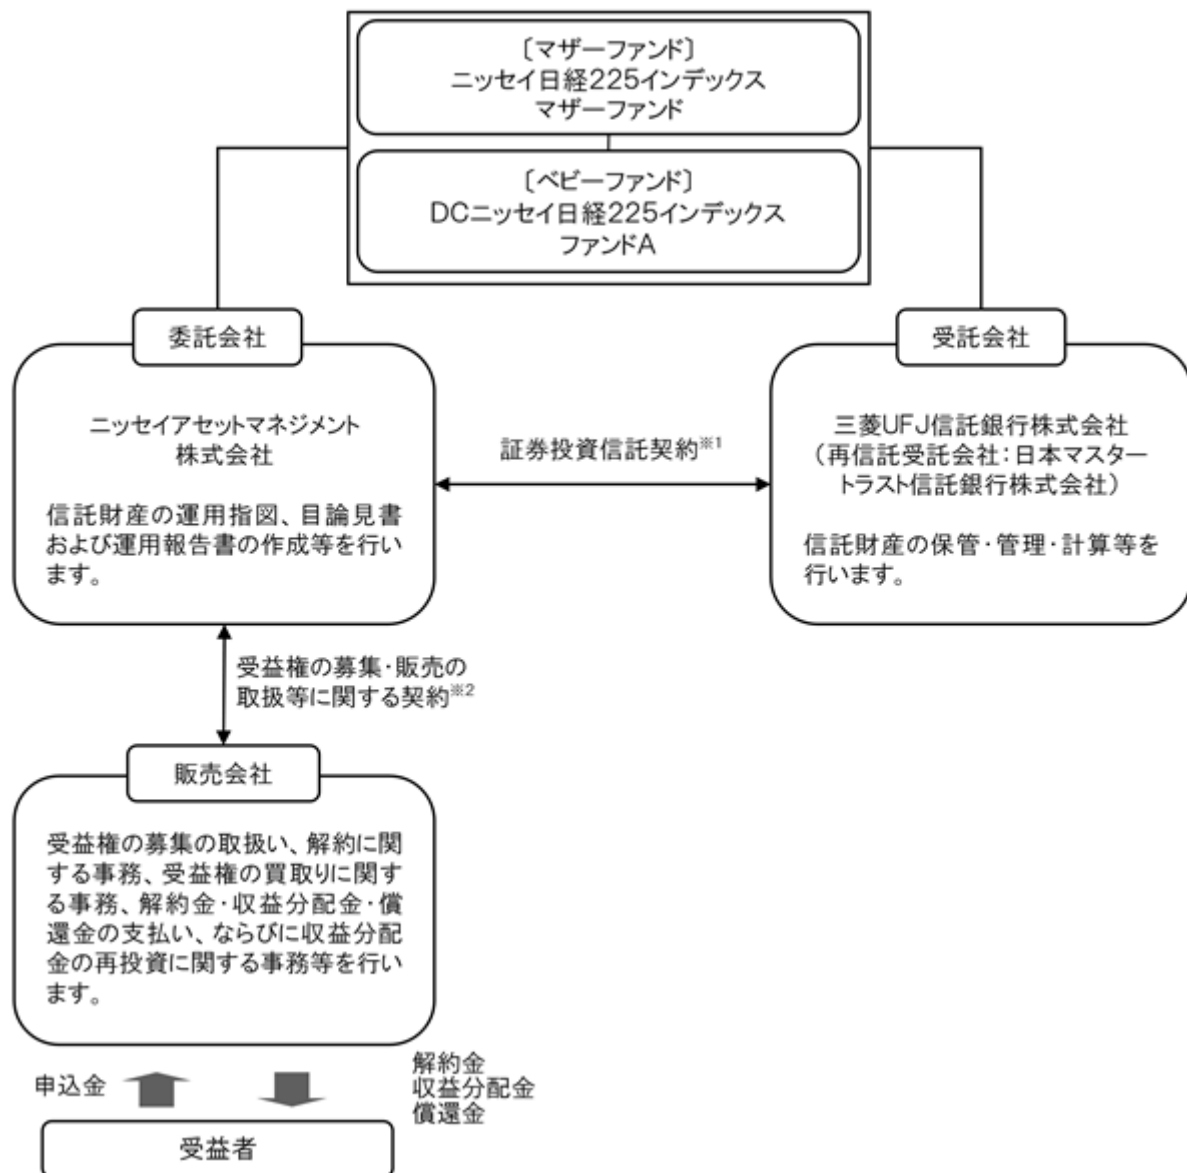 〔マザーファンド〕
ニッセイ日経225インデックス
マザーファンド
〔ベビーファンド〕
DCニッセイ日経225インデックス
ファンドA
委託会社
ニッセイアセットマネジメント
株式会社
信託財産の運用指図、目論見書
および運用報告書の作成等を行い
ます。
証券投資信託契約※1
受託会社
三菱UFJ信託銀行株式会社
（再信託受託会社：日本マスター
トラスト信託銀行株式会社）
信託財産の保管・管理・計算等を
行います。
受益権の募集・販売の
取扱等に関する契約※2
販売会社
受益権の募集の取扱い、解約に関
する事務、受益権の買取りに関す
る事務、解約金・収益分配金・償
還金の支払い、ならびに収益分配
金の再投資に関する事務等を行い
ます。
申込金
解約金
収益分配金
償還金
受益者